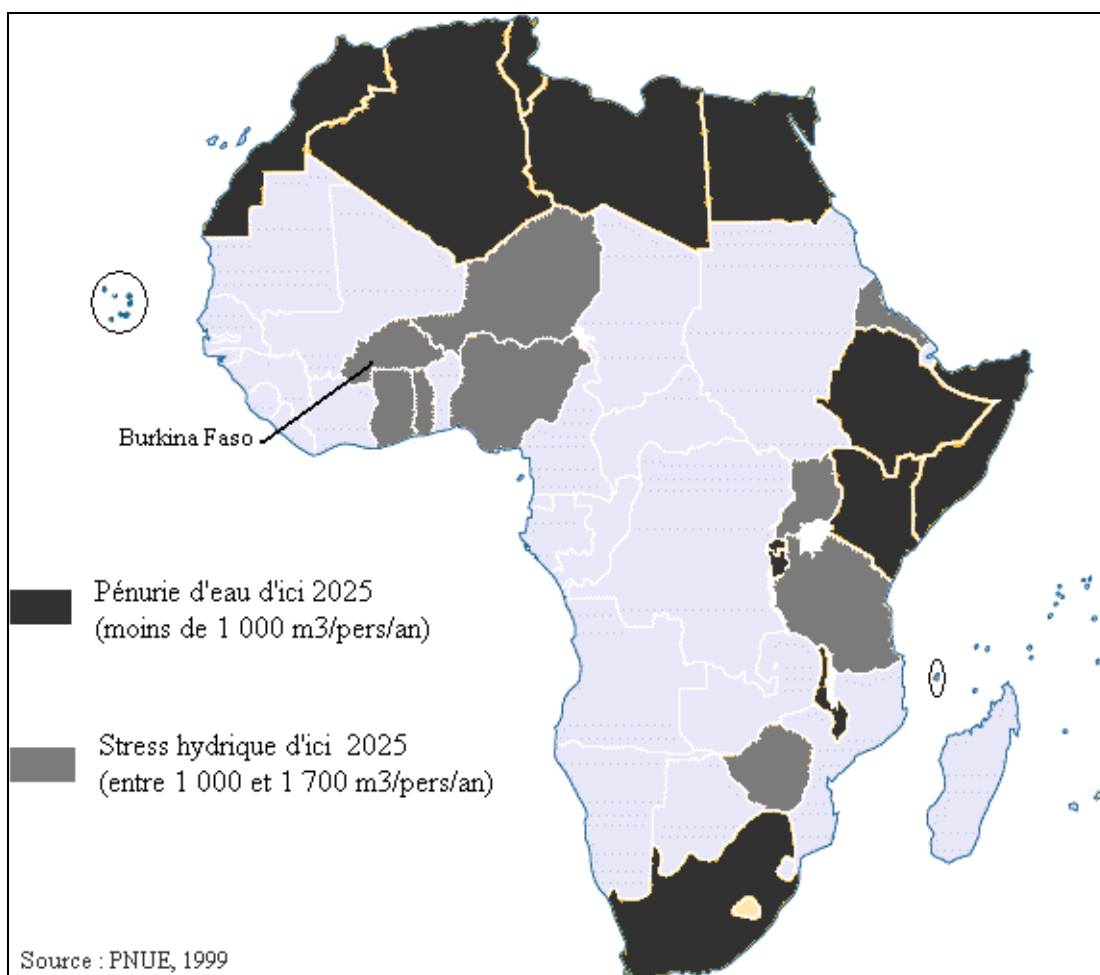 Burkina Faso
Pénurie d'eau d'ici 2025
(moins de 1 000 m3/pers/an)
Stress hydrique d'ici 2025
(entre 1 000 et 1 700 m3/pers/an)
Source : PNUE, 1999